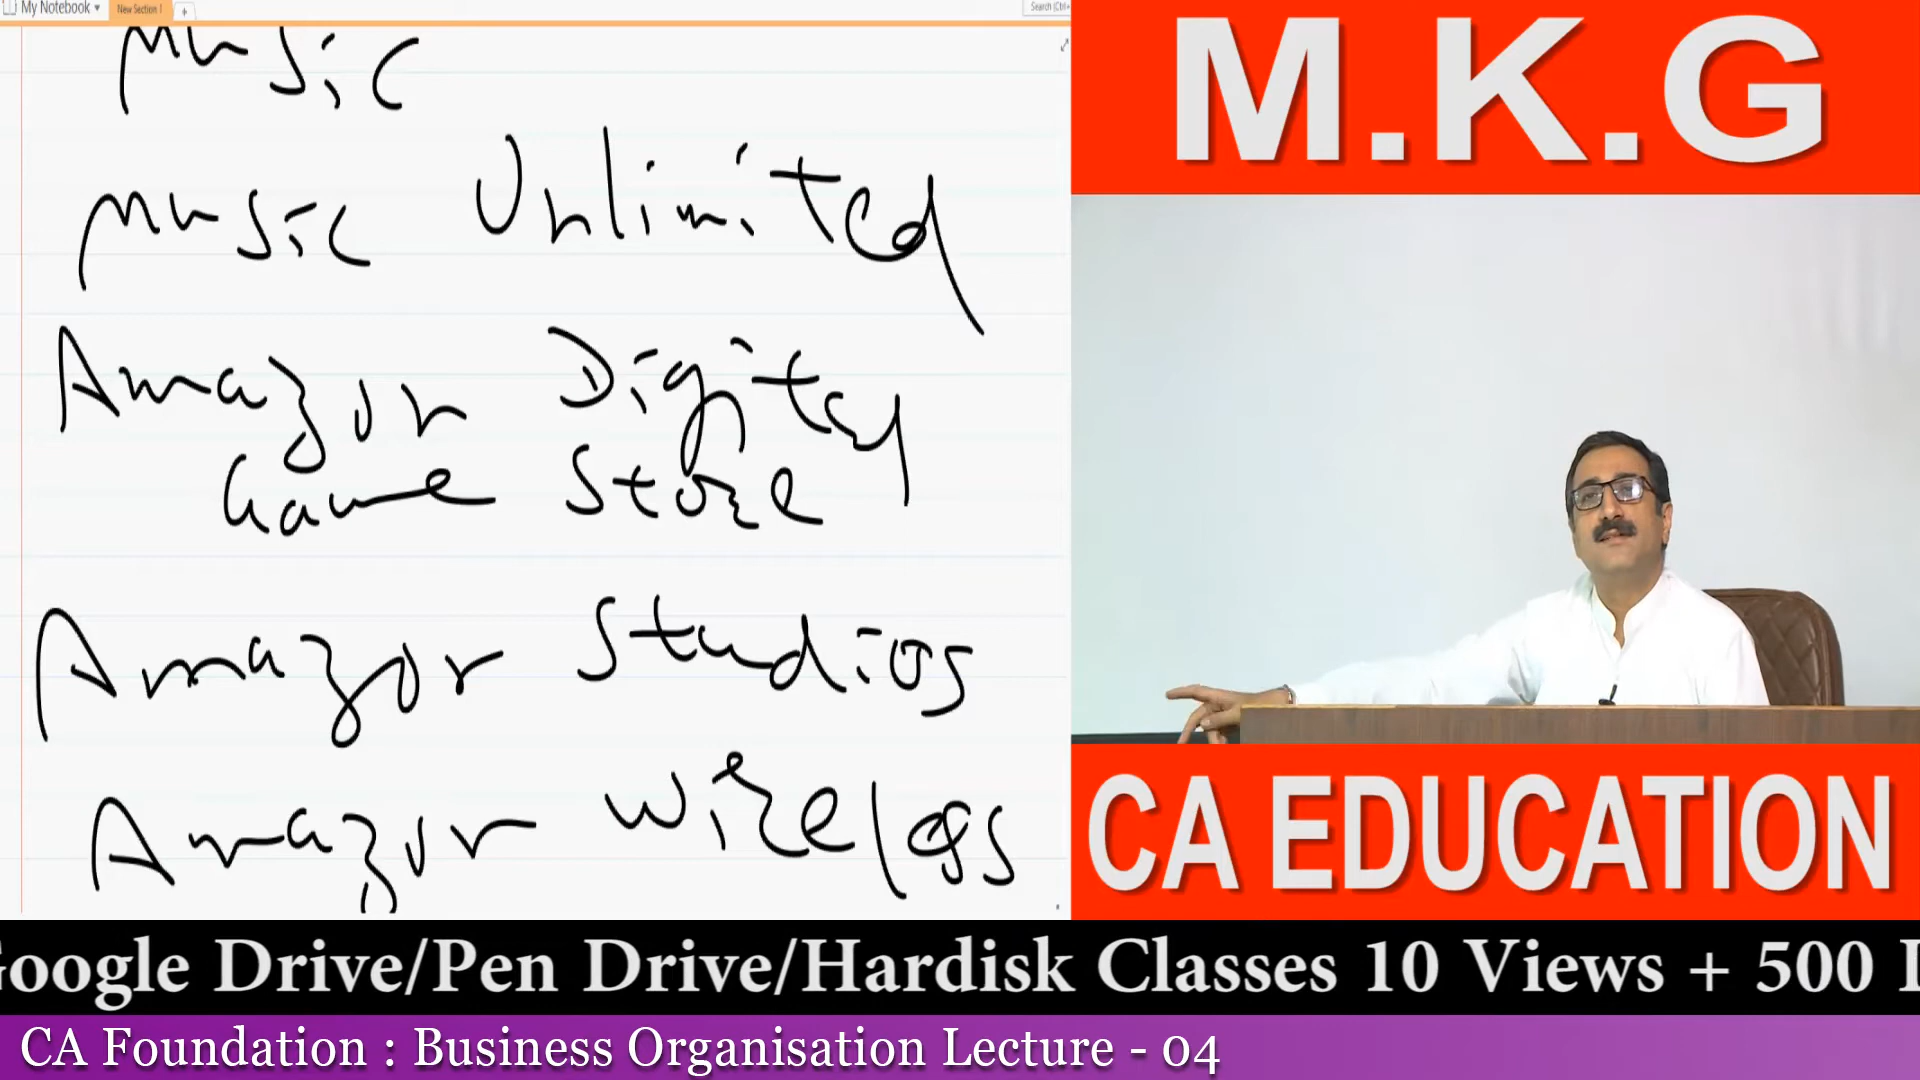 My Notebook
New Section 1
Search (Ctrl+
Music
Music Unlimited
Amazon Digital
Game Store
Amazon Studios
Amazon Wireless
M.K.G
CA EDUCATION
Google Drive/Pen Drive/Hardisk Classes 10 Views + 500
CA Foundation : Business Organisation Lecture - 04